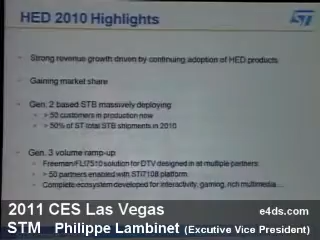 HED 2010 Highlights
ST
Strong revenue growth driven by continuing adoption of HED products
Gaining market share
Gen. 2 based STB massively deploying
> 50 customers in production now
> 50% of ST total STB shipments in 2010
Gen. 3 volume ramp-up
Freeman/FLI7510 solution for DTV designed in at multiple partners
> 50 partners enabled with STi7108 platform
Complete ecosystem developed for interactivity, gaming, rich multimedia...
2011 CES Las Vegas
e4ds.com
STM Philippe Lambinet (Excutive Vice President)